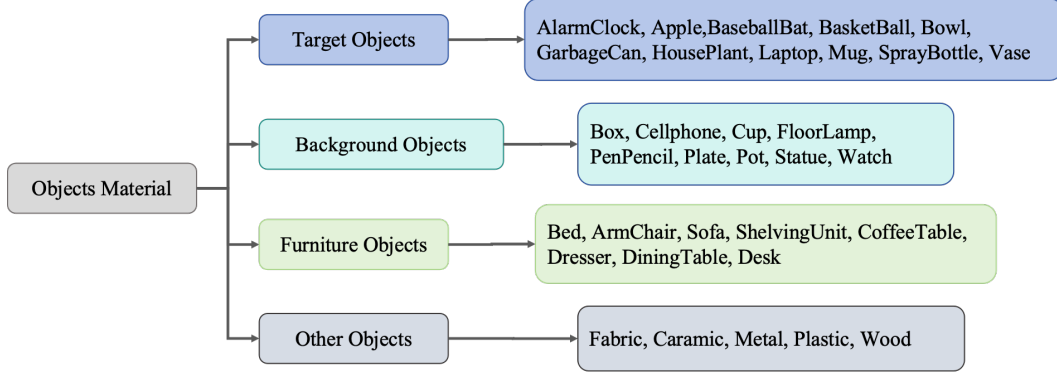 Target Objects
AlarmClock, Apple,BaseballBat, BasketBall, Bowl,
GarbageCan, HousePlant, Laptop, Mug, SprayBottle, Vase
Background Objects
Box, Cellphone, Cup, FloorLamp,
PenPencil, Plate, Pot, Statue, Watch
Objects Material
Furniture Objects
Bed, ArmChair, Sofa, ShelvingUnit, CoffeeTable,
Dresser, DiningTable, Desk
Other Objects
Fabric, Caramic, Metal, Plastic, Wood